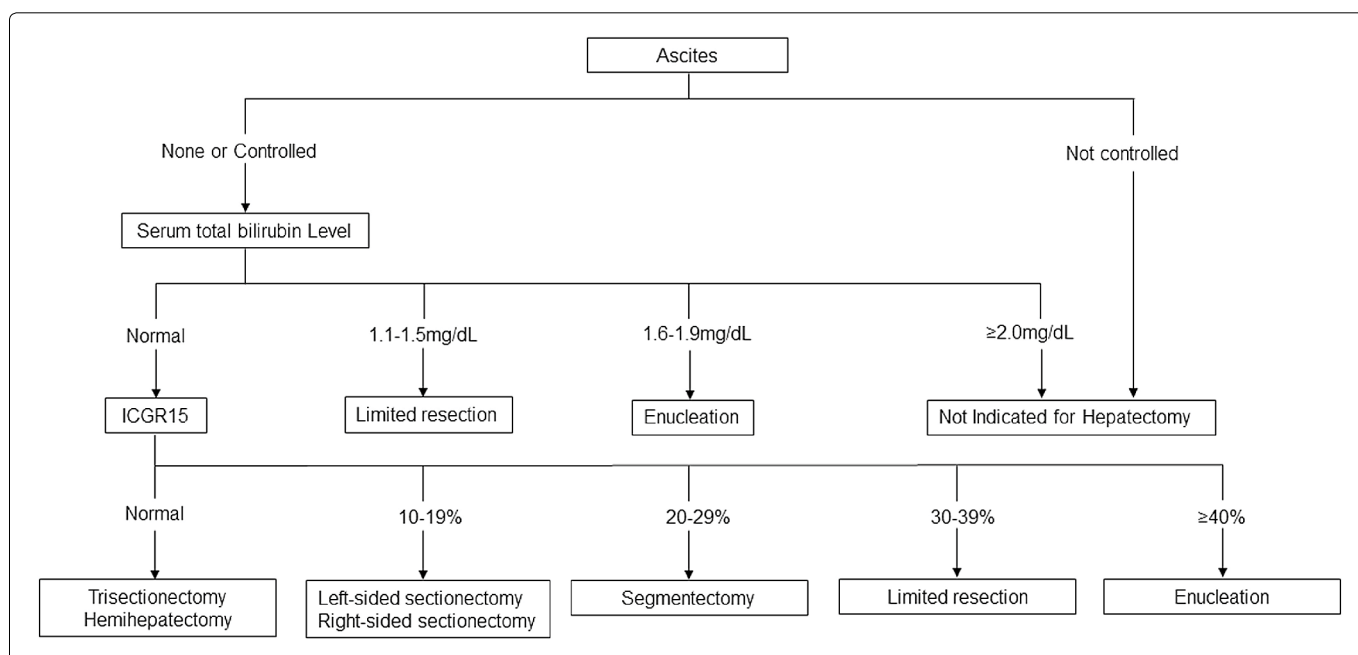 Ascites
None or Controlled
Not controlled
Serum total bilirubin Level
Normal
1.1-1.5mg/dL
1.6-1.9mg/dL
≥2.0mg/dL
ICGR15
Limited resection
Enucleation
Not Indicated for Hepatectomy
Normal
10-19%
20-29%
30-39%
≥40%
Trisectionectomy
Hemihepatectomy
Left-sided sectionectomy
Right-sided sectionectomy
Segmentectomy
Limited resection
Enucleation